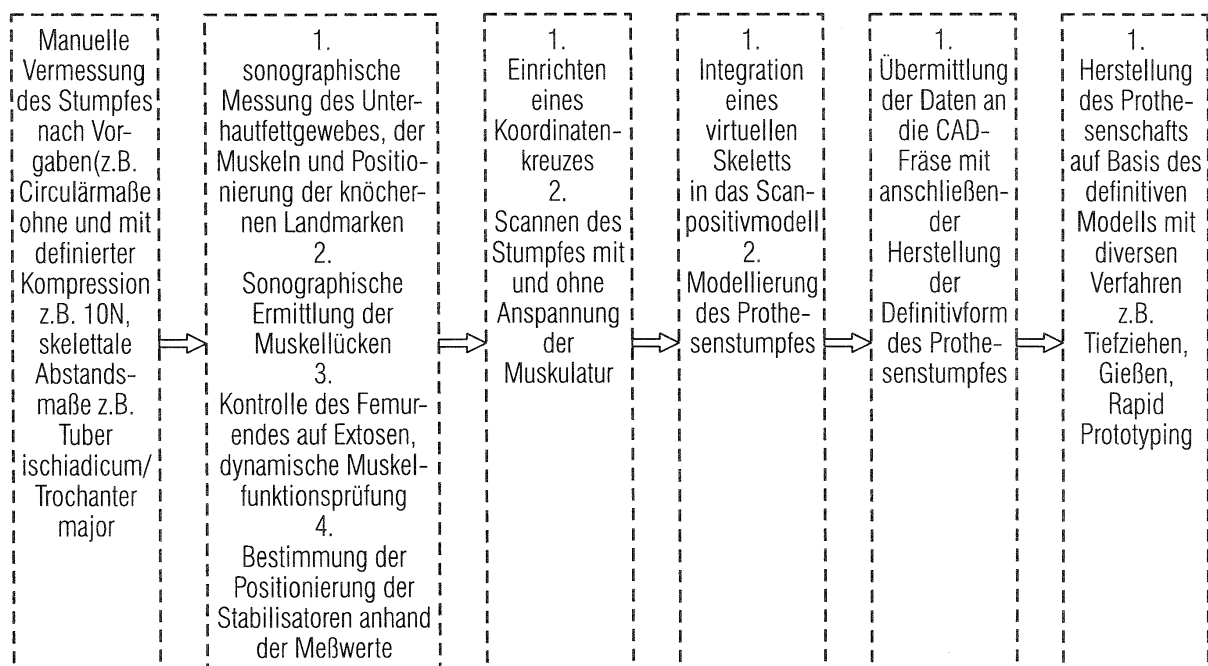 Manuelle
Vermessung
des Stumpfes
nach Vor-
gaben(z.B.
Circulärmaße
ohne und mit
definierter
Kompression
z.B. 10N,
skelettale
Abstands-
maße z.B.
Tuber
ischiadicum/
Trochanter
major
1.
sonographische
Messung des Unter-
hautfettgewebes, der
Muskeln und Positio-
nierung der knöcher-
nen Landmarken
2.
Sonographische
Ermittlung der
Muskellücken
3.
Kontrolle des Femur-
endes auf Extosen,
dynamische Muskel-
funktionsprüfung
4.
Bestimmung der
Positionierung der
Stabilisatoren anhand
der Meßwerte
1.
Einrichten
eines
Koordinaten-
kreuzes
2.
Scannen des
Stumpfes mit
und ohne
Anspannung
der
Muskulatur
1.
Integration
eines
virtuellen
Skeletts
in das Scan-
positivmodell
2.
Modellierung
des Prothe-
senstumpfes
1.
Übermittlung
der Daten an
die CAD-
Fräse mit
anschließen-
der
Herstellung
der
Definitivform
des Prothe-
senstumpfes
1.
Herstellung
des Prothe-
senschafts
auf Basis des
definitiven
Modells mit
diversen
Verfahren
z.B.
Tiefziehen,
Gießen,
Rapid
Prototyping